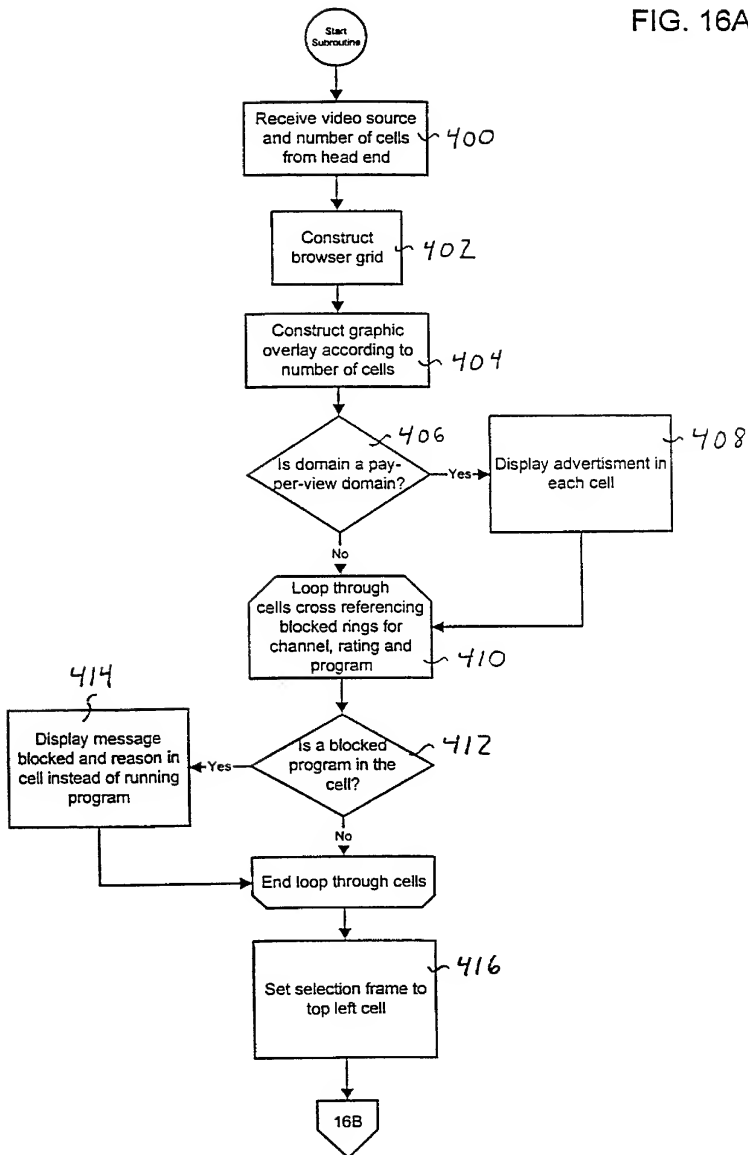 FIG. 16A
Start
Subroutine
Receive video source
and number of cells
from head end
400
Construct
browser grid
402
Construct graphic
overlay according to
number of cells
404
406
Is domain a pay-
per-view domain?
Yes
408
Display advertisment in
each cell
No
Loop through
cells cross referencing
blocked rings for
channel, rating and
program
410
414
Display message
blocked and reason in
cell instead of running
program
Yes
Is a blocked
program in the
cell?
412
No
End loop through cells
Set selection frame to
top left cell
416
16B